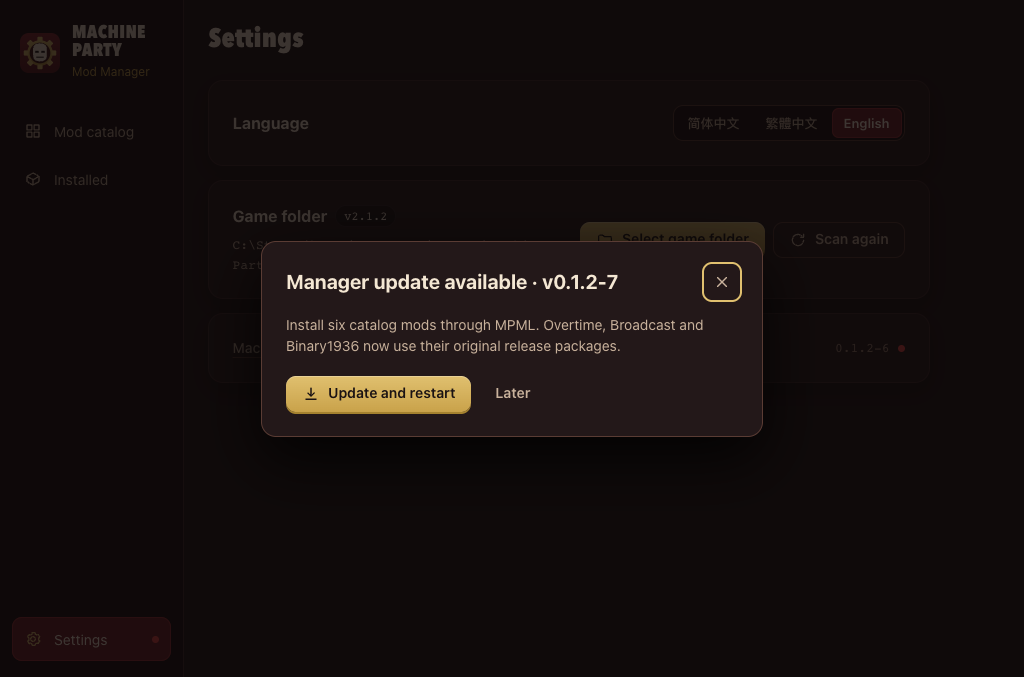 MACHINE
PARTY
Mod Manager
Mod catalog
Installed
Settings
Settings
Language
简体中文
繁體中文
English
Game folder
v2.1.2
Select game folder
Scan again
Manager update available · v0.1.2-7
Install six catalog mods through MPML. Overtime, Broadcast and
Binary1936 now use their original release packages.
Update and restart
Later
0.1.2-6